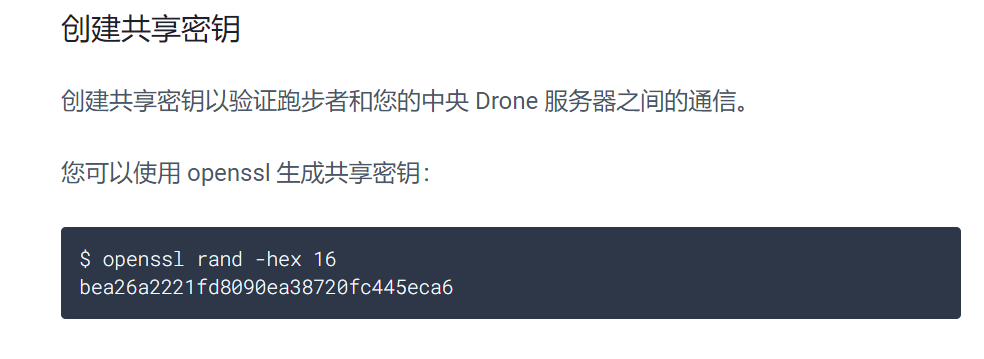 创建共享密钥
创建共享密钥以验证跑步者和您的中央 Drone 服务器之间的通信。
您可以使用 openssl 生成共享密钥：
$ openssl rand -hex 16
bea26a2221fd8090ea38720fc445eca6